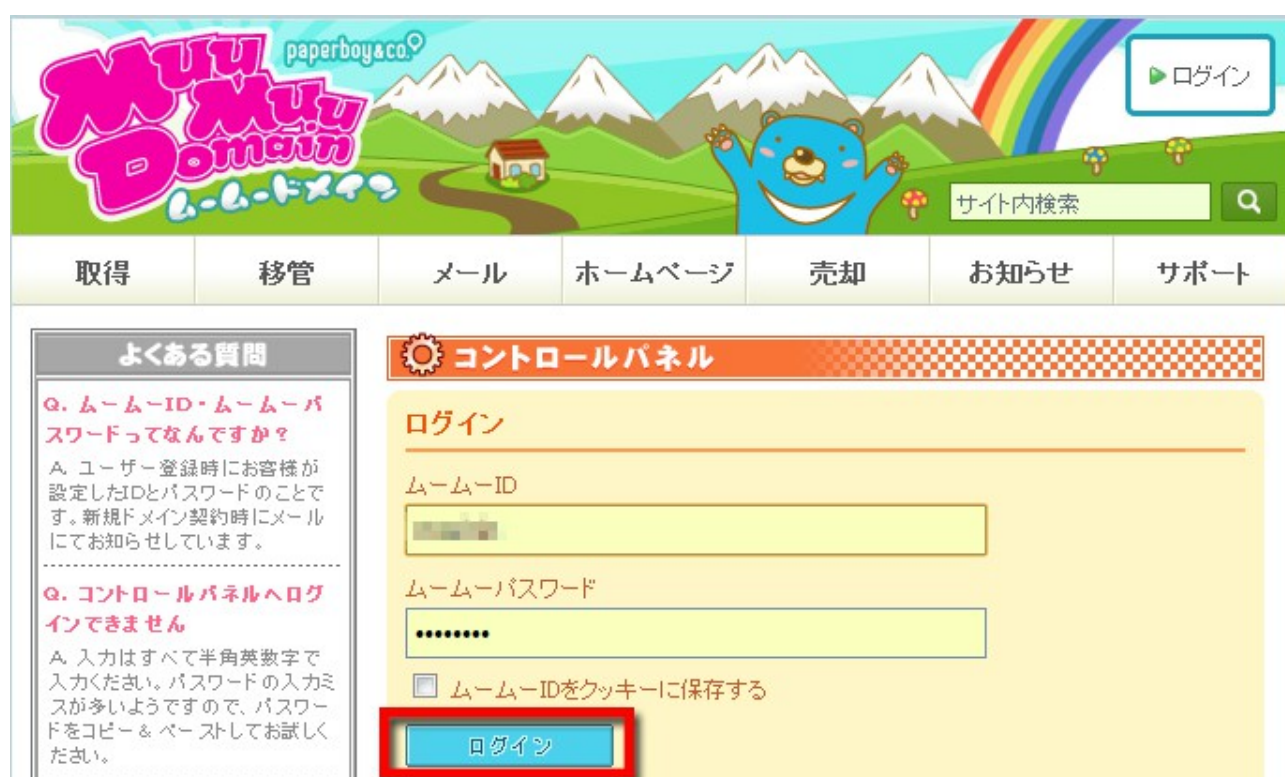 Muu
Muu
Domain
ムームードメイン
paperboy&co.
ログイン
サイト内検索
取得
移管
メール
ホームページ
売却
お知らせ
サポート
よくある質問
Q. ムームーID・ムームーパ
スワードってなんですか?
A. ユーザー登録時にお客様が
設定したIDとパスワードのことで
す。新規ドメイン契約時にメール
にてお知らせしています。
Q. コントロールパネルへログ
インできません
A. 入力はすべて半角英数字で
入力ください。パスワードの入力ミ
スが多いようですので、パスワー
ドをコピー & ペーストしてお試しく
ださい。
コントロールパネル
ログイン
ムームーID
ムームーパスワード
••••••••
ムームーIDをクッキーに保存する
ログイン